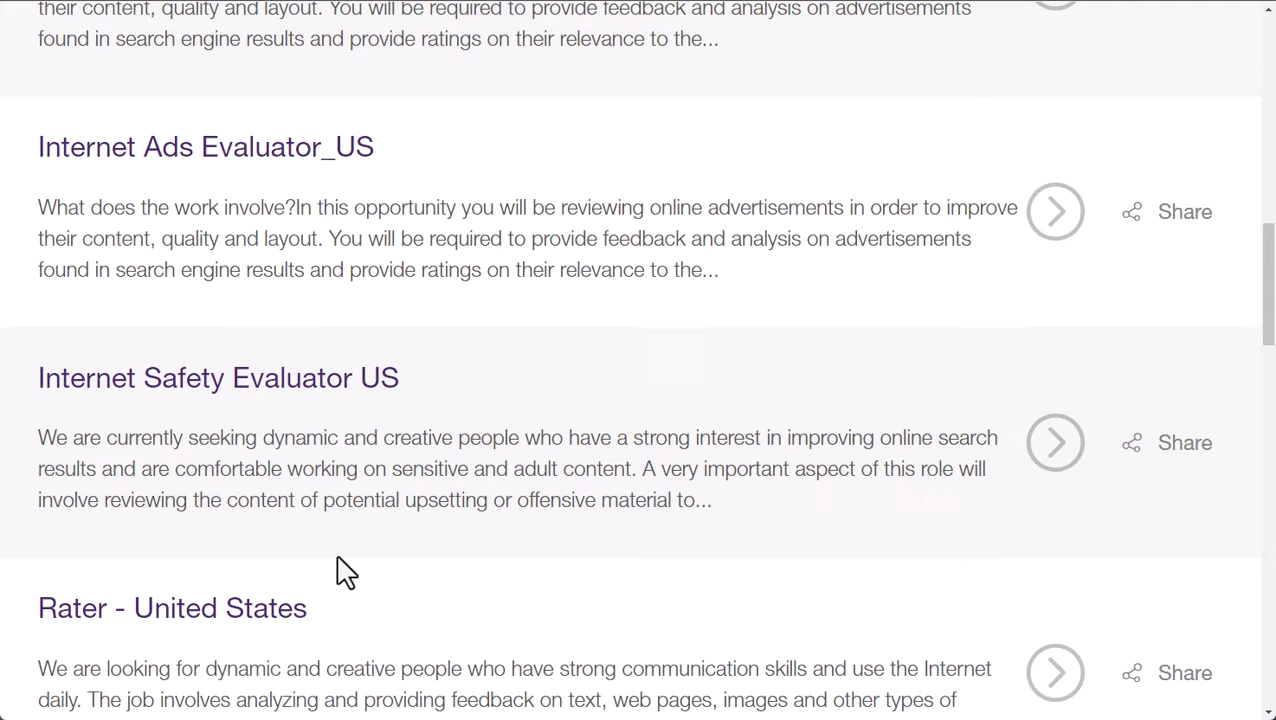 their content, quality and layout. You will be required to provide feedback and analysis on advertisements
found in search engine results and provide ratings on their relevance to the...
Internet Ads Evaluator_US
What does the work involve?In this opportunity you will be reviewing online advertisements in order to improve
their content, quality and layout. You will be required to provide feedback and analysis on advertisements
found in search engine results and provide ratings on their relevance to the...
Share
Internet Safety Evaluator US
We are currently seeking dynamic and creative people who have a strong interest in improving online search
results and are comfortable working on sensitive and adult content. A very important aspect of this role will
involve reviewing the content of potential upsetting or offensive material to...
Share
Rater - United States
We are looking for dynamic and creative people who have strong communication skills and use the Internet
daily. The job involves analyzing and providing feedback on text, web pages, images and other types of
Share